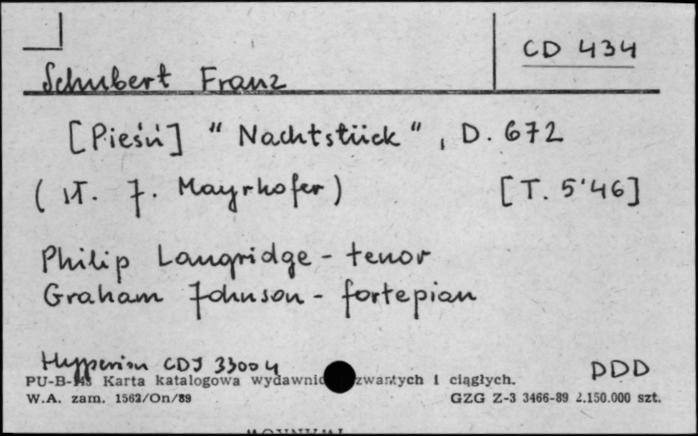 CD 434
Schubert Franz
[Pieśń] "Nachtstück", D. 672
(sł. J. Mayrhofer) [T. 5'46]
Philip Langridge - tenor
Graham Johnson - fortepian
Hypperion CDJ 33004 DDD
PU-B-148 Karta katalogowa wydawnic zwartych i ciągłych.
W.A. zam. 1562/On/89 GZG Z-3 3466-89 2.150.000 szt.